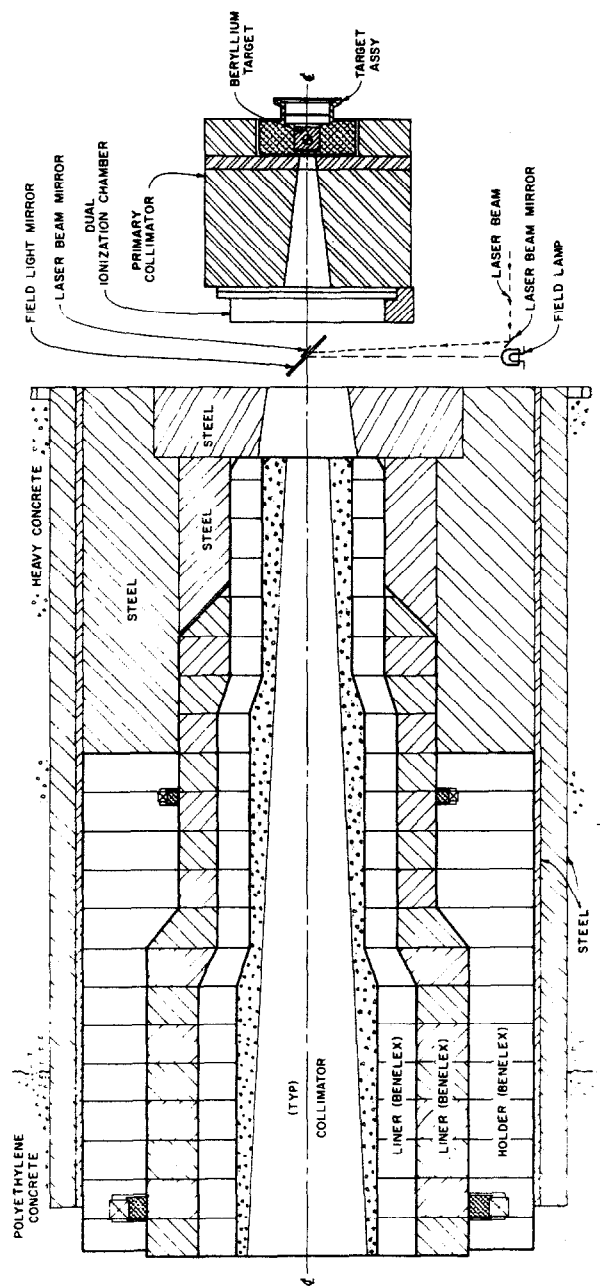 BERYLLIUM
TARGET
TARGET
ASSY
℄
PRIMARY
COLLIMATOR
DUAL
IONIZATION CHAMBER
LASER BEAM MIRROR
FIELD LIGHT MIRROR
LASER BEAM
LASER BEAM MIRROR
FIELD LAMP
HEAVY CONCRETE
STEEL
STEEL
STEEL
STEEL
POLYETHYLENE
CONCRETE
(TYP)
COLLIMATOR
LINER (BENELEX)
LINER (BENELEX)
HOLDER (BENELEX)
℄